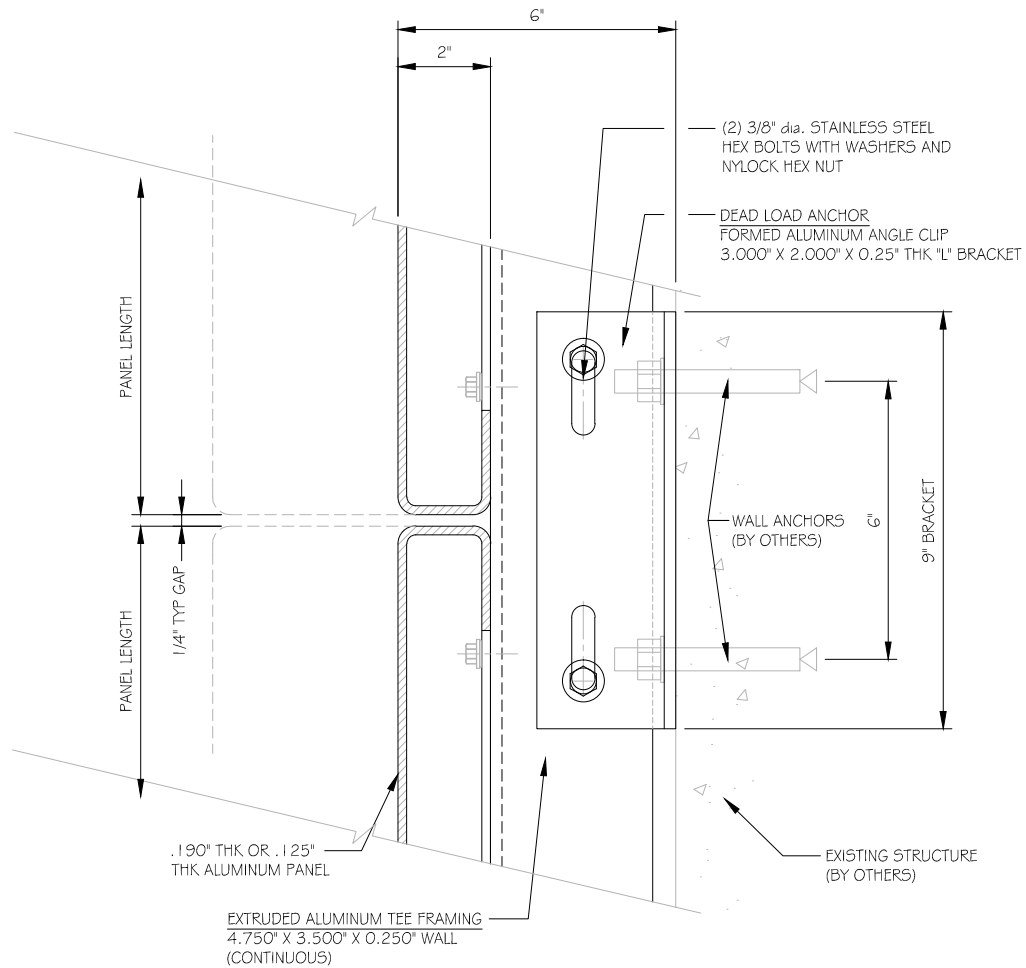 6"
2"
(2) 3/8" dia. STAINLESS STEEL
HEX BOLTS WITH WASHERS AND
NYLOCK HEX NUT
DEAD LOAD ANCHOR
FORMED ALUMINUM ANGLE CLIP
3.000" X 2.000" X 0.25" THK "L" BRACKET
PANEL LENGTH
1/4" TYP GAP
PANEL LENGTH
WALL ANCHORS
(BY OTHERS)
6"
9" BRACKET
.190" THK OR .125"
THK ALUMINUM PANEL
EXISTING STRUCTURE
(BY OTHERS)
EXTRUDED ALUMINUM TEE FRAMING
4.750" X 3.500" X 0.250" WALL
(CONTINUOUS)